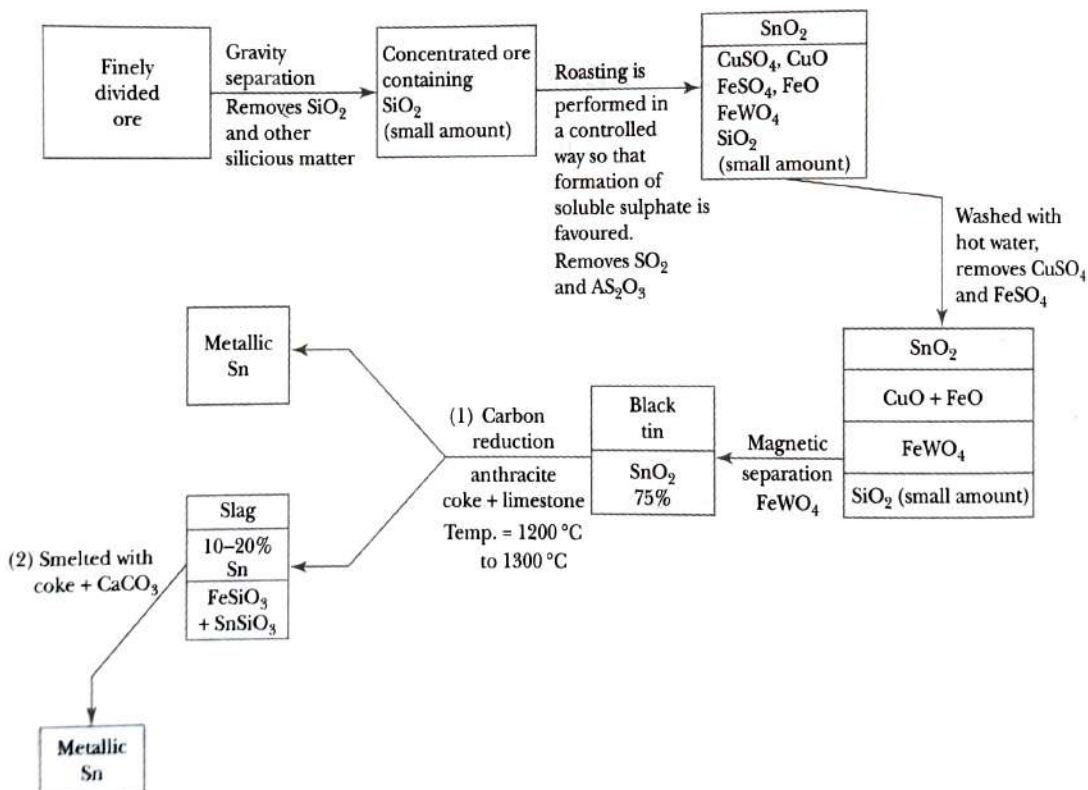 Finely
divided
ore
Gravity
separation
Removes SiO₂
and other
silicious matter
Concentrated ore
containing
SiO₂
(small amount)
Roasting is
performed in
a controlled
way so that
formation of
soluble sulphate is
favoured.
Removes SO₂
and AS₂O₃
SnO₂
CuSO₄, CuO
FeSO₄, FeO
FeWO₄
SiO₂
(small amount)
Washed with
hot water,
removes CuSO₄
and FeSO₄
SnO₂
CuO + FeO
FeWO₄
SiO₂ (small amount)
Magnetic
separation
FeWO₄
Black
tin
SnO₂
75%
(1) Carbon
reduction
anthracite
coke + limestone
Temp. = 1200 °C
to 1300 °C
Metallic
Sn
Slag
10–20%
Sn
FeSiO₃
+ SnSiO₃
(2) Smelted with
coke + CaCO₃
Metallic
Sn